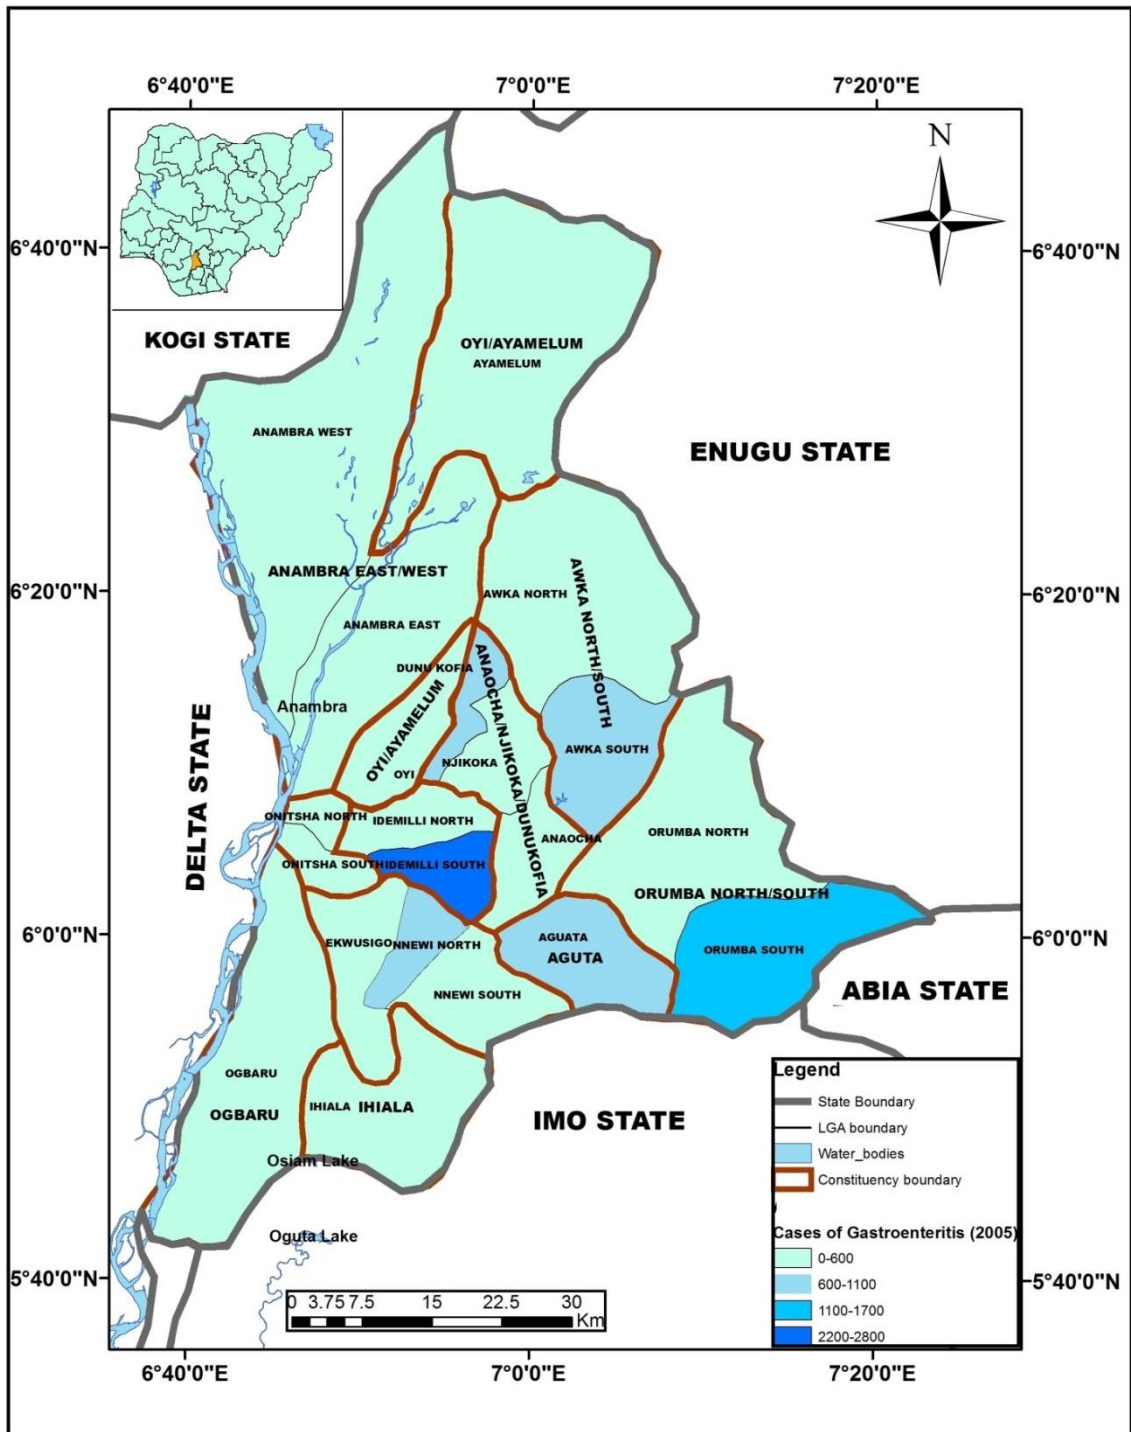 6°40'0"E 7°0'0"E 7°20'0"E
N
6°40'0"N 6°40'0"N
KOGI STATE
OYI/AYAMELUM
AYAMELUM
ANAMBRA WEST
ENUGU STATE
ANAMBRA EAST/WEST
6°20'0"N 6°20'0"N
AWKA NORTH
AWKA NORTH/SOUTH
ANAMBRA EAST
DUNU KOFIA
ANAOCHA/NJIKOKA/DUNUKOFIA
Anambra
OYI/AYAMELUM
DELTA STATE
AWKA SOUTH
NJIKOKA
OYI
ONITSHA NORTH
IDEMILLI NORTH
ORUMBA NORTH
ANAOCHA
ONITSHA SOUTH
IDEMILLI SOUTH
ORUMBA NORTH/SOUTH
6°0'0"N 6°0'0"N
EKWUSIGO
NNEWI NORTH
AGUATA
AGUTA
ORUMBA SOUTH
NNEWI SOUTH
ABIA STATE
OGBARU
OGBARU
IHIALA
IHIALA
IMO STATE
Osiam Lake
Oguta Lake
5°40'0"N 5°40'0"N
Legend
State Boundary
LGA boundary
Water_bodies
Constituency boundary
)
Cases of Gastroenteritis (2005)
0-600
600-1100
1100-1700
2200-2800
0 3.75 7.5 15 22.5 30
Km
6°40'0"E 7°0'0"E 7°20'0"E